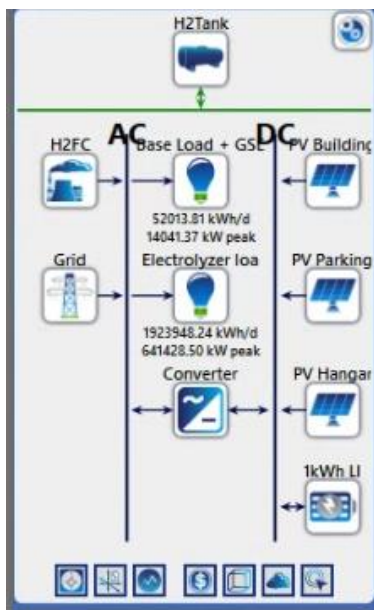 H2Tank
AC
DC
H2FC
Base Load + GSE
PV Building
52013.81 kWh/d
14041.37 kW peak
Grid
Electrolyzer loa
PV Parking
1923948.24 kWh/d
641428.50 kW peak
Converter
PV Hangar
1kWh LI